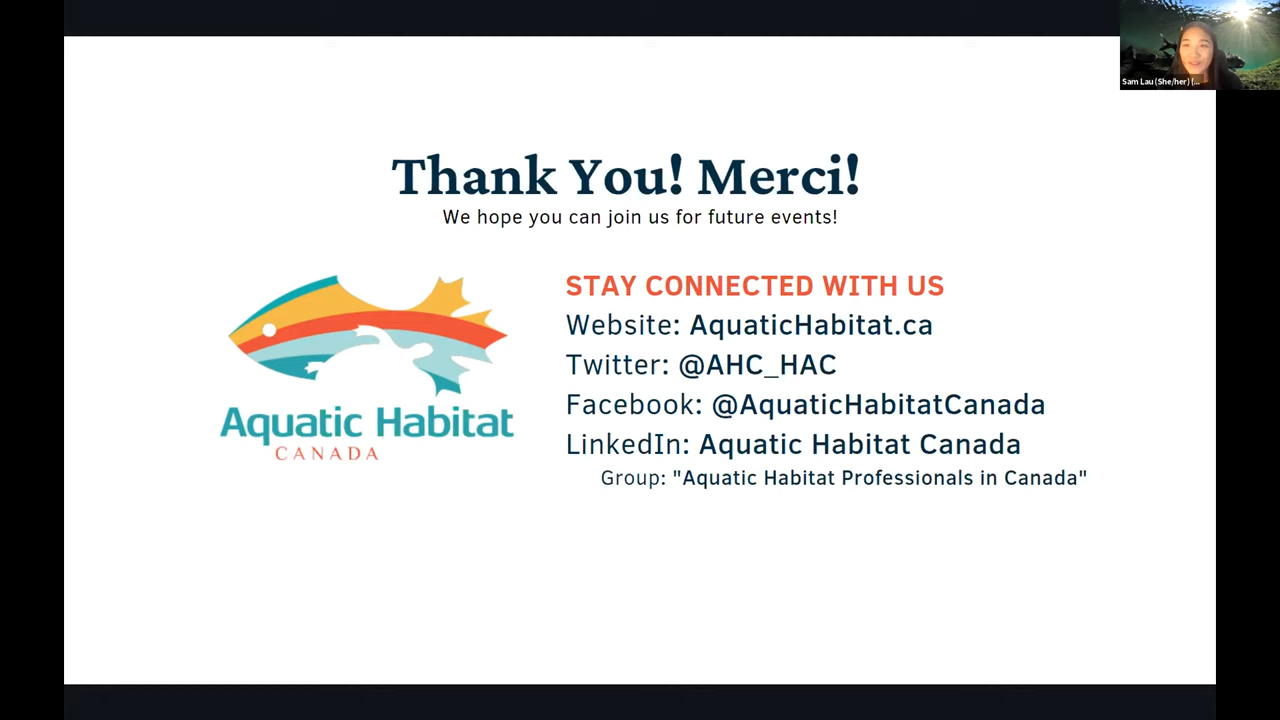 Sam Lau (She/her) (...
Thank You! Merci!
We hope you can join us for future events!
STAY CONNECTED WITH US
Website: AquaticHabitat.ca
Twitter: @AHC_HAC
Facebook: @AquaticHabitatCanada
LinkedIn: Aquatic Habitat Canada
Group: "Aquatic Habitat Professionals in Canada"
Aquatic Habitat
CANADA